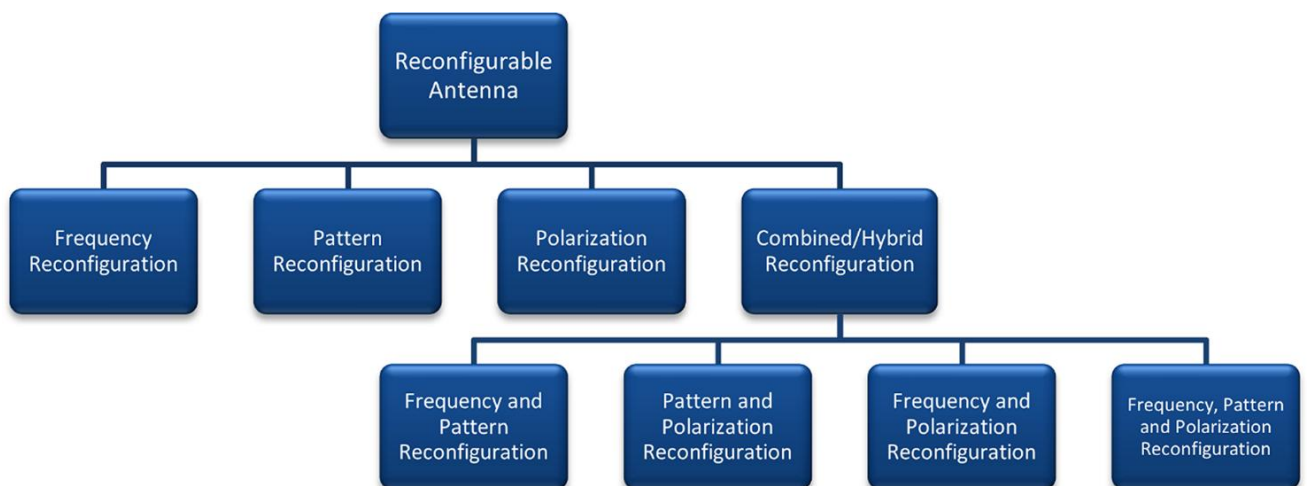 Reconfigurable
Antenna
Frequency
Reconfiguration
Pattern
Reconfiguration
Polarization
Reconfiguration
Combined/Hybrid
Reconfiguration
Frequency and
Pattern
Reconfiguration
Pattern and
Polarization
Reconfiguration
Frequency and
Polarization
Reconfiguration
Frequency, Pattern
and Polarization
Reconfiguration